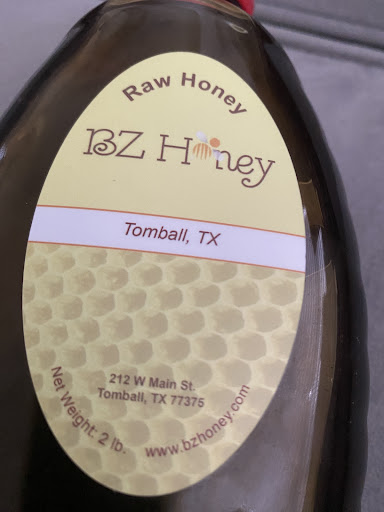 Raw Honey
BZ Honey
Tomball, TX
212 W Main St.
Tomball, TX 77375
Net Weight: 2 lb.
www.bzhoney.com